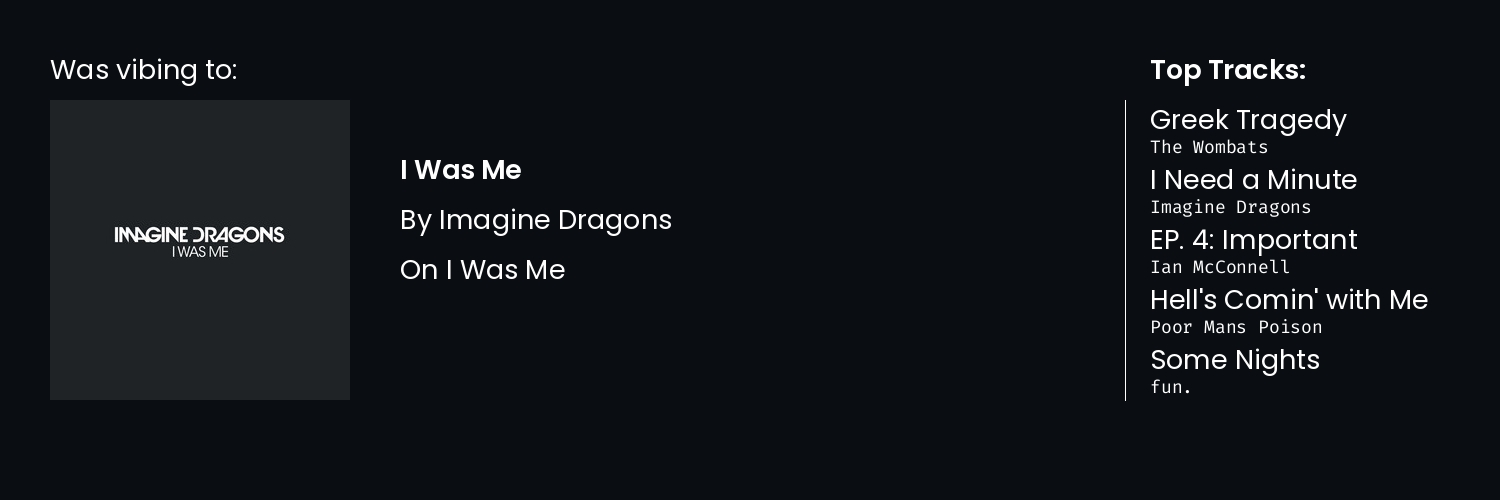 Was vibing to:
IMAGINE DRAGONS
I WAS ME
I Was Me
By Imagine Dragons
On I Was Me
Top Tracks:
Greek Tragedy
The Wombats
I Need a Minute
Imagine Dragons
EP. 4: Important
Ian McConnell
Hell's Comin' with Me
Poor Mans Poison
Some Nights
fun.